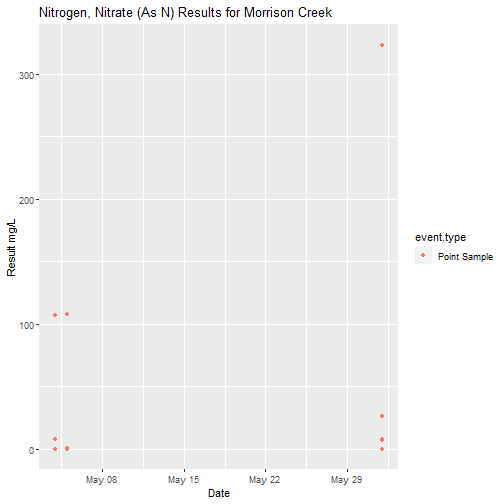 Nitrogen, Nitrate (As N) Results for Morrison Creek
300
200
100
0
Result mg/L
May 08
May 15
May 22
May 29
Date
event.type
Point Sample